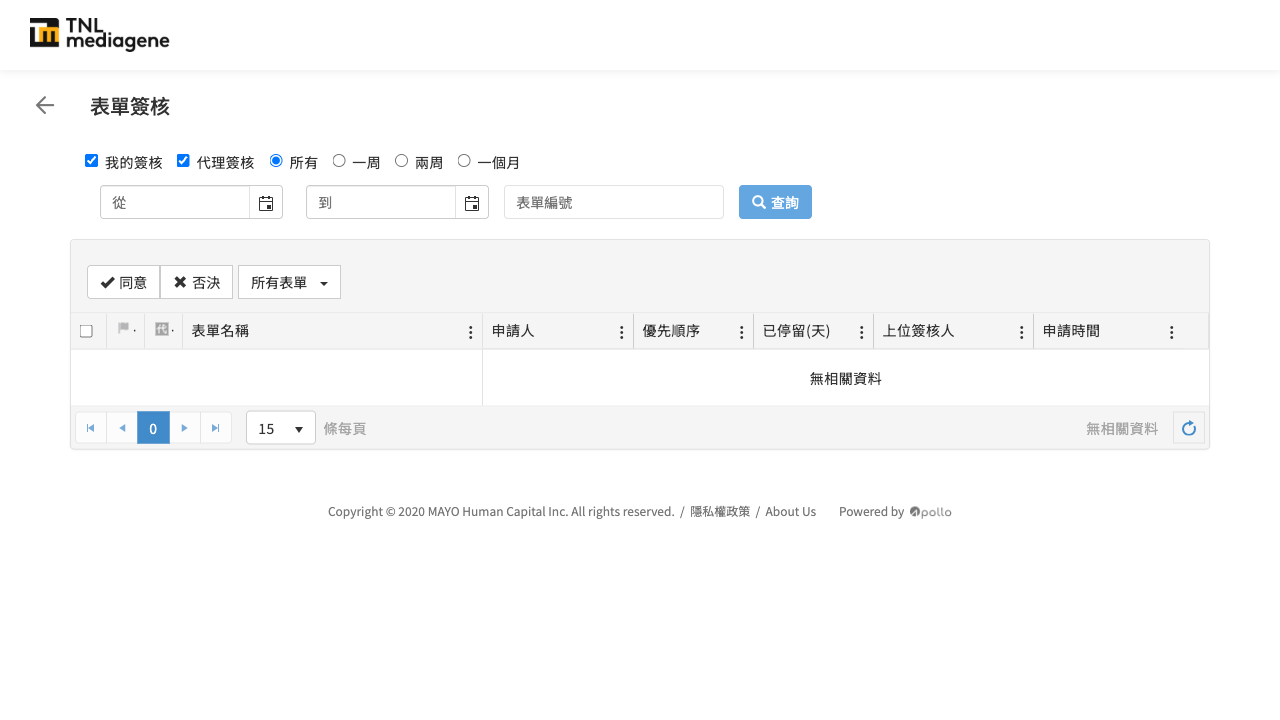 TNL
mediagene
表單簽核
我的簽核 代理簽核 所有 一周 兩周 一個月
從 到 表單編號 查詢
同意 否決 所有表單
代 表單名稱 申請人 優先順序 已停留(天) 上位簽核人 申請時間
無相關資料
0 15 條每頁 無相關資料
Copyright © 2020 MAYO Human Capital Inc. All rights reserved. / 隱私權政策 / About Us Powered by Apollo